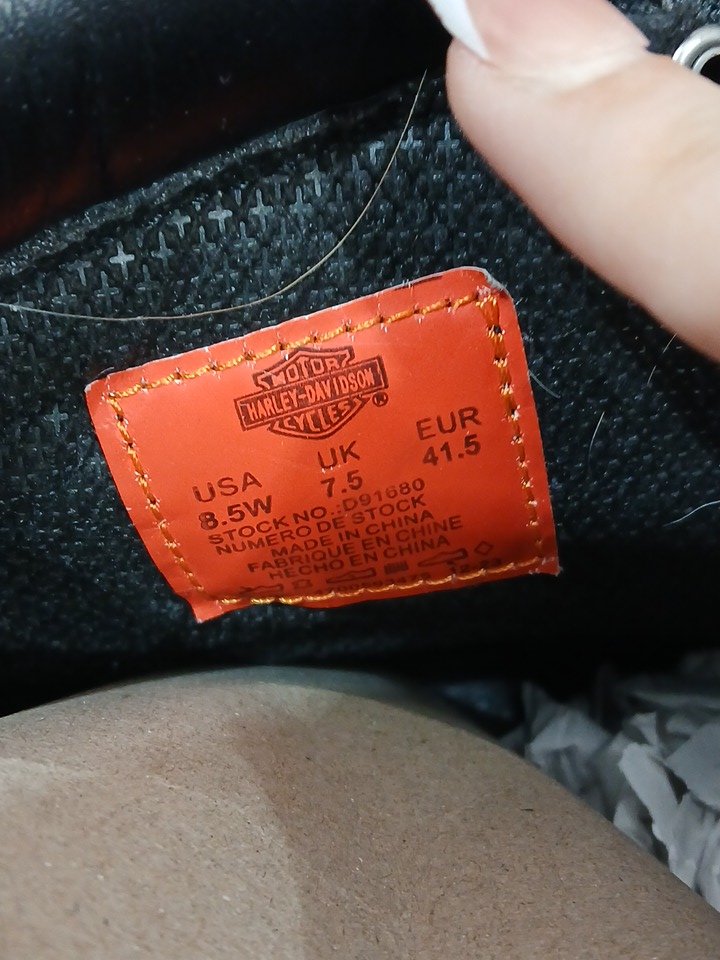 MOTOR
HARLEY-DAVIDSON
CYCLES®
USA UK EUR
8.5W 7.5 41.5
STOCK NO.:D91680
NUMERO DE STOCK
MADE IN CHINA
FABRIQUE EN CHINE
HECHO EN CHINA